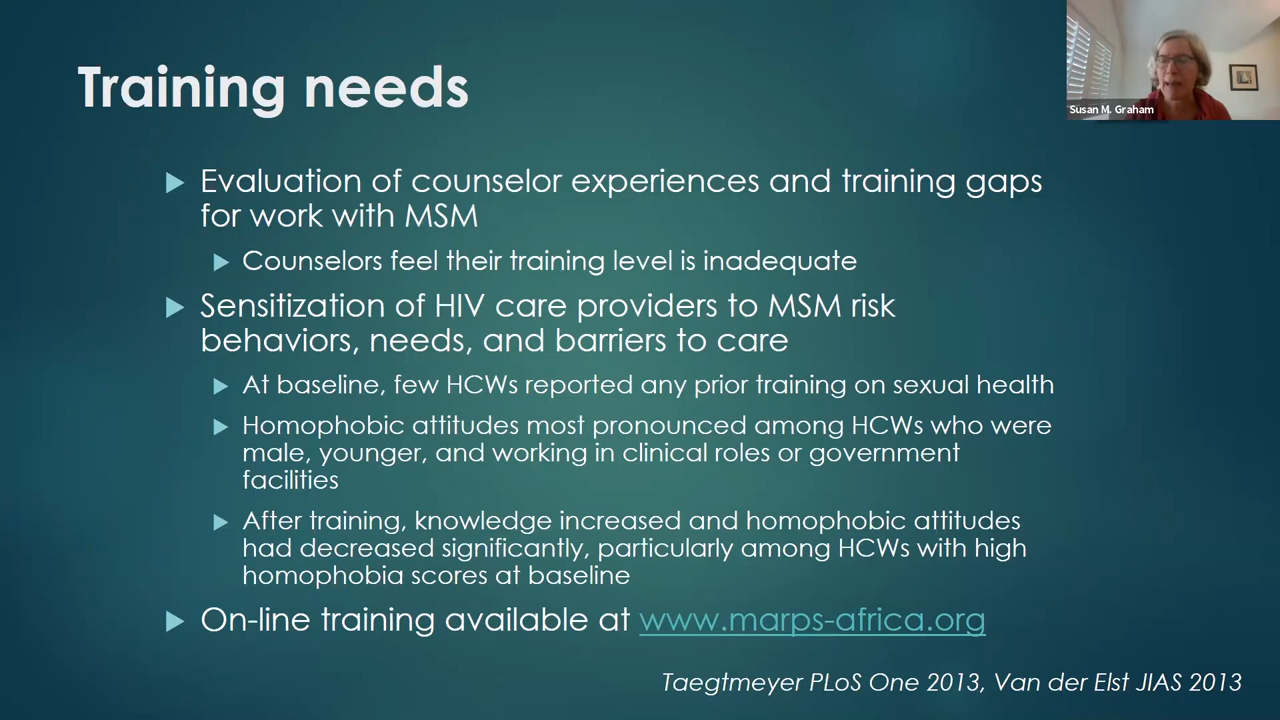 Training needs
Susan M. Graham
Evaluation of counselor experiences and training gaps
for work with MSM
Counselors feel their training level is inadequate
Sensitization of HIV care providers to MSM risk
behaviors, needs, and barriers to care
At baseline, few HCWs reported any prior training on sexual health
Homophobic attitudes most pronounced among HCWs who were
male, younger, and working in clinical roles or government
facilities
After training, knowledge increased and homophobic attitudes
had decreased significantly, particularly among HCWs with high
homophobia scores at baseline
On-line training available at www.marps-africa.org
Taegtmeyer PLoS One 2013, Van der Elst JIAS 2013